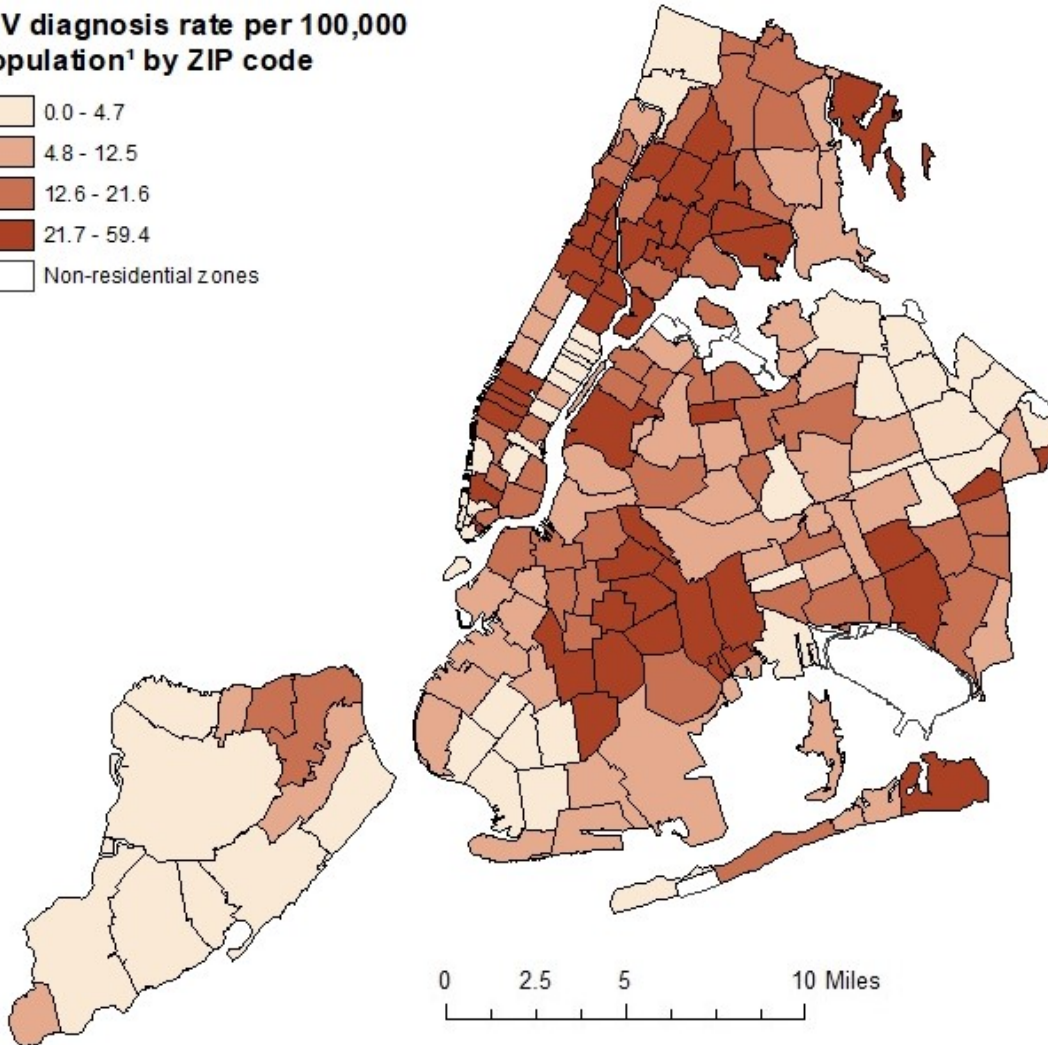 V diagnosis rate per 100,000
opulation¹ by ZIP code
0.0 - 4.7
4.8 - 12.5
12.6 - 21.6
21.7 - 59.4
Non-residential zones
0 2.5 5 10 Miles